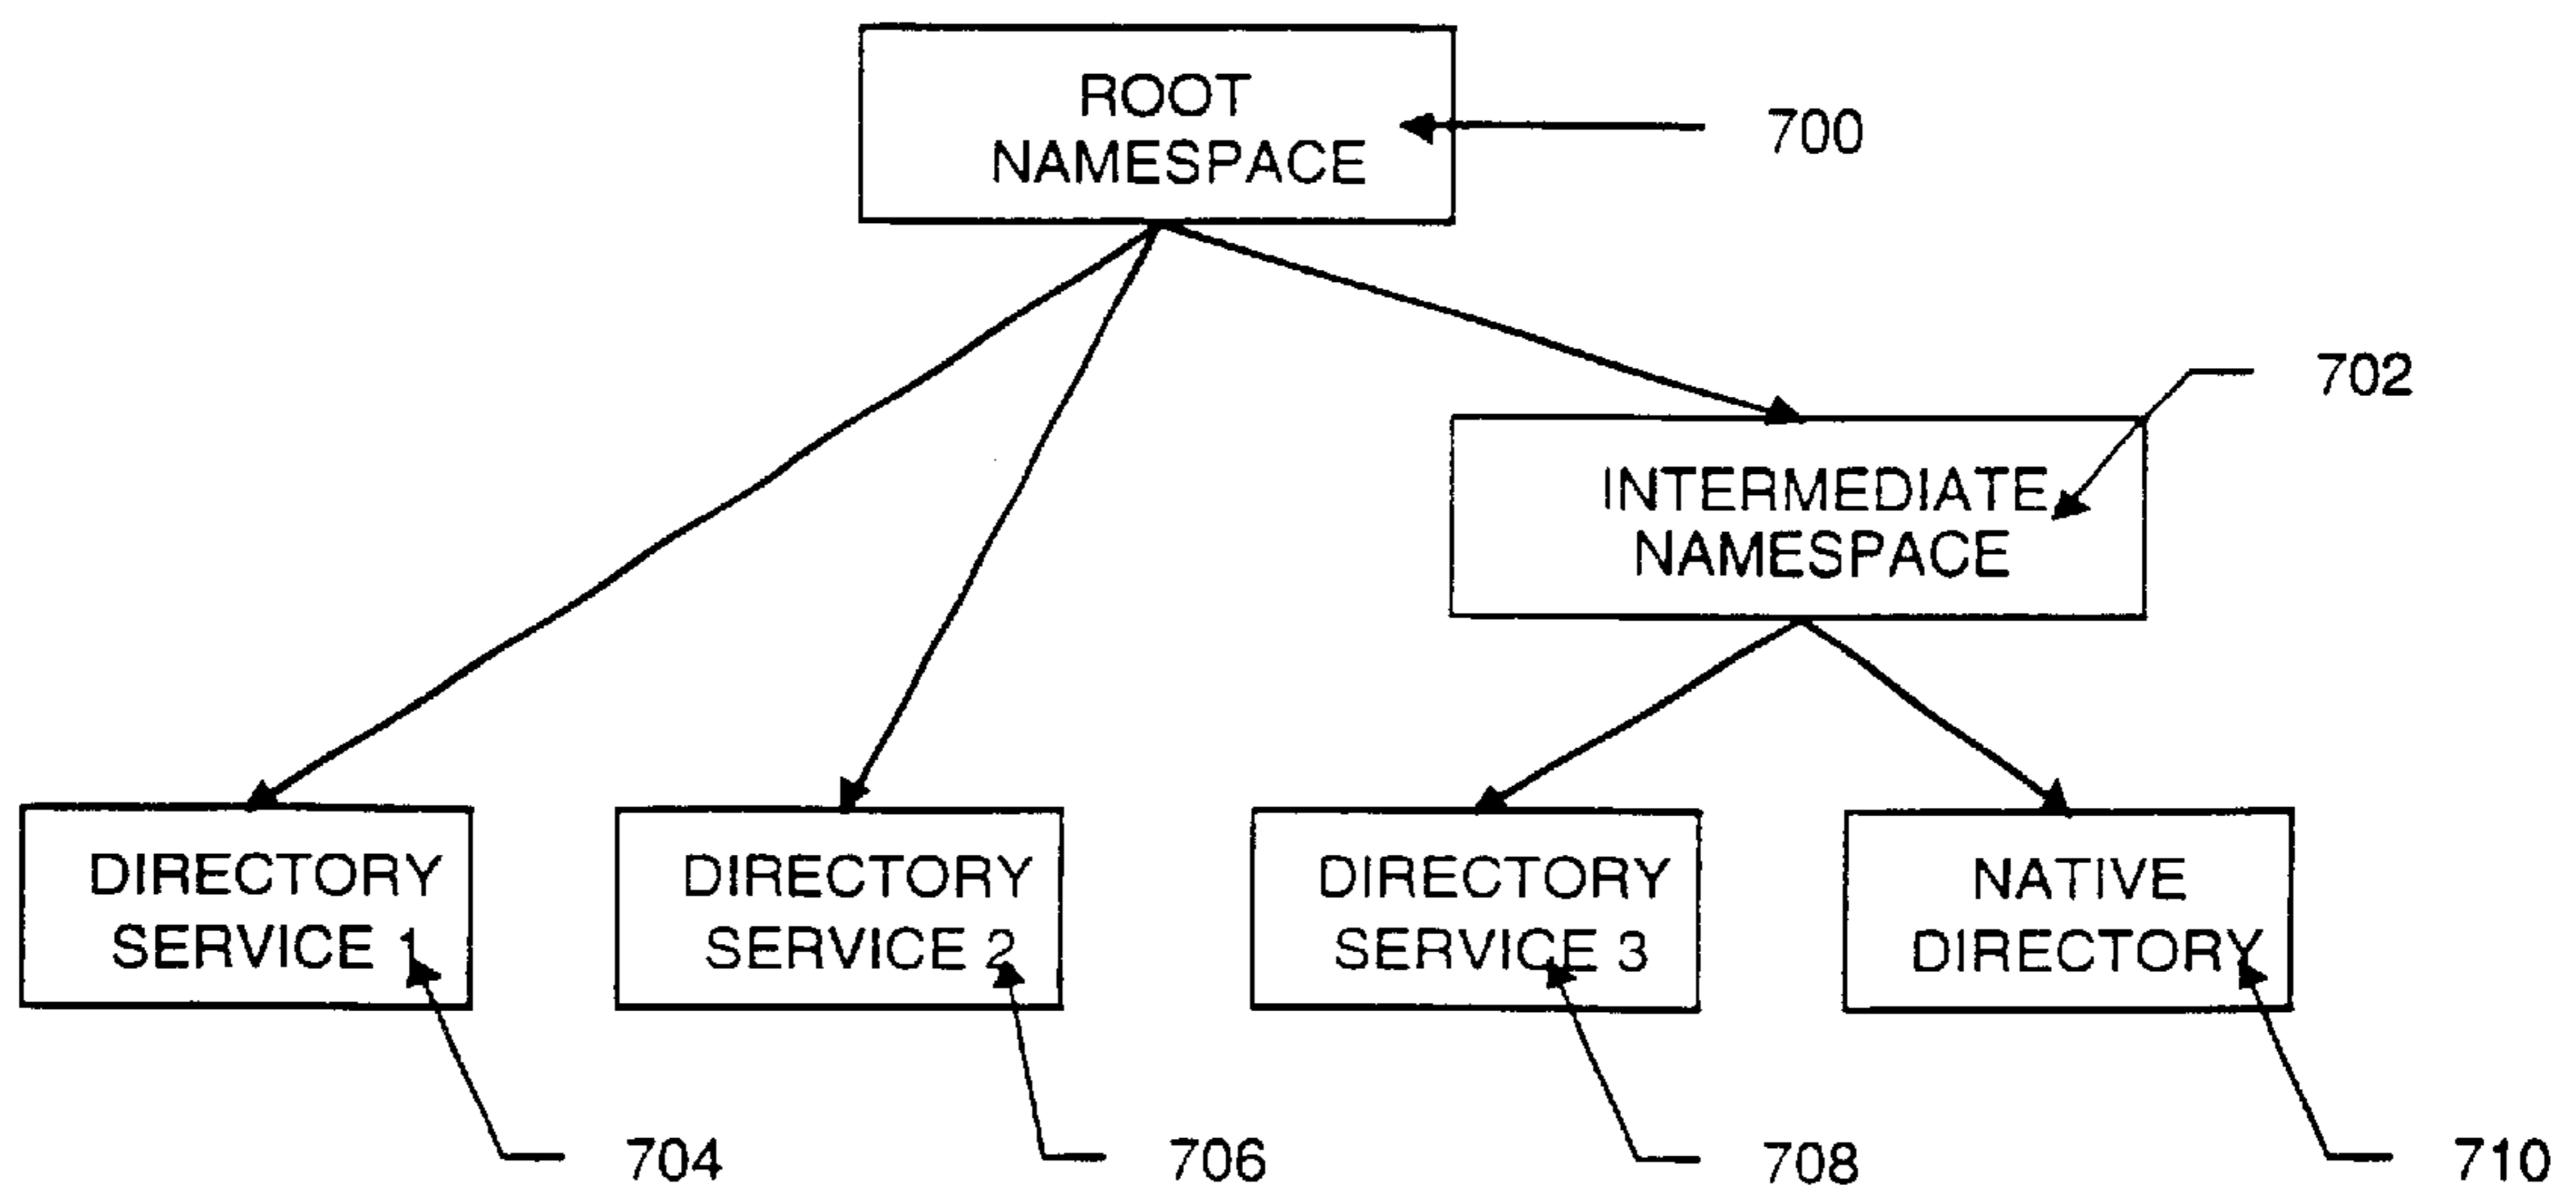 ROOT
NAMESPACE
700
702
INTERMEDIATE
NAMESPACE
DIRECTORY
SERVICE 1
DIRECTORY
SERVICE 2
DIRECTORY
SERVICE 3
NATIVE
DIRECTORY
704
706
708
710